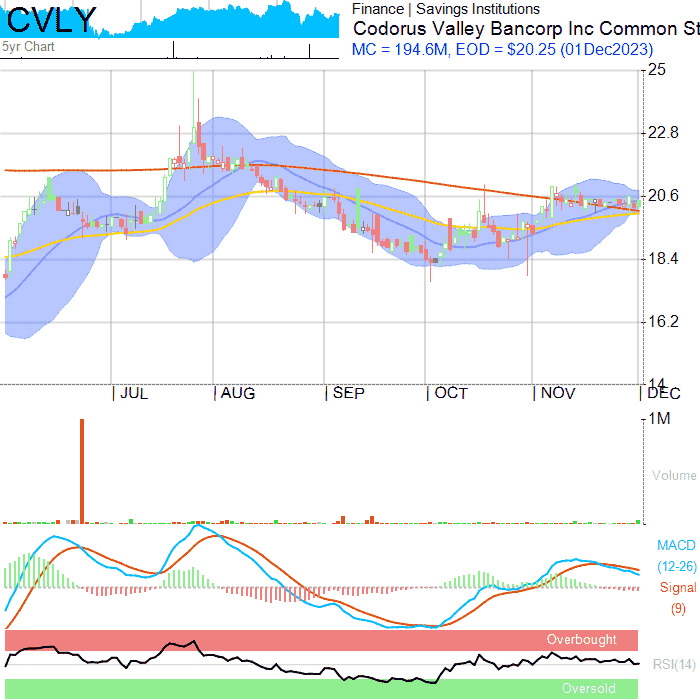 CVLY
5yr Chart
Finance | Savings Institutions
Codorus Valley Bancorp Inc Common St
MC = 194.6M, EOD = $20.25 (01Dec2023)
25
22.8
20.6
18.4
16.2
14
JUL
AUG
SEP
OCT
NOV
DEC
1M
Volume
MACD
(12-26)
Signal
(9)
Overbought
RSI(14)
Oversold